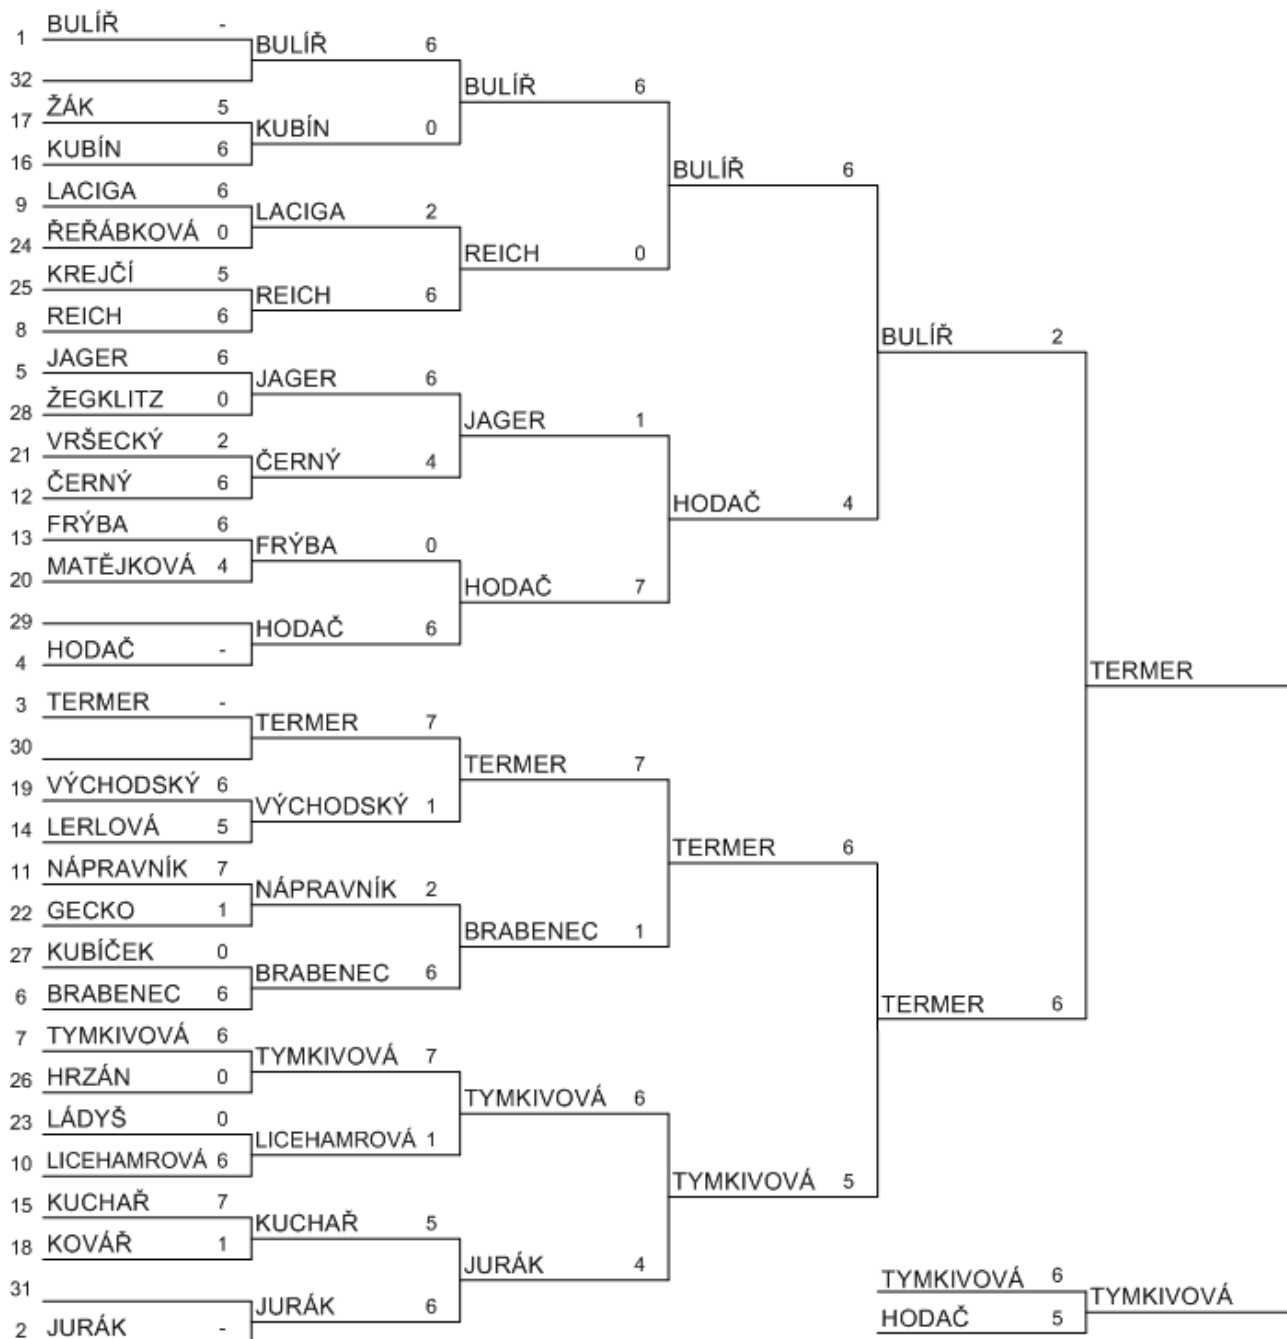 1 BULÍŘ -
32
BULÍŘ 6
17 ŽÁK 5
16 KUBÍN 6
KUBÍN 0
BULÍŘ 6
9 LACIGA 6
24 ŘEŘÁBKOVÁ 0
LACIGA 2
25 KREJČÍ 5
8 REICH 6
REICH 6
REICH 0
BULÍŘ 6
5 JAGER 6
28 ŽEGKLITZ 0
JAGER 6
21 VRŠECKÝ 2
12 ČERNÝ 6
ČERNÝ 4
JAGER 1
13 FRÝBA 6
20 MATĚJKOVÁ 4
FRÝBA 0
29
4 HODAČ -
HODAČ 6
HODAČ 7
HODAČ 4
BULÍŘ 2
3 TERMER -
30
TERMER 7
19 VÝCHODSKÝ 6
14 LERLOVÁ 5
VÝCHODSKÝ 1
TERMER 7
11 NÁPRAVNÍK 7
22 GECKO 1
NÁPRAVNÍK 2
27 KUBÍČEK 0
6 BRABENEC 6
BRABENEC 6
BRABENEC 1
TERMER 6
7 TYMKIVOVÁ 6
26 HRZÁN 0
TYMKIVOVÁ 7
23 LÁDYŠ 0
10 LICEHAMROVÁ 6
LICEHAMROVÁ 1
TYMKIVOVÁ 6
15 KUCHAŘ 7
18 KOVÁŘ 1
KUCHAŘ 5
31
2 JURÁK -
JURÁK 6
JURÁK 4
TYMKIVOVÁ 5
TERMER 6
TERMER
TYMKIVOVÁ 6
HODAČ 5
TYMKIVOVÁ